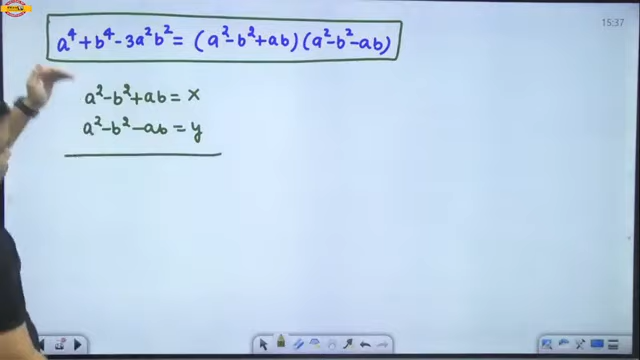 15:37
a⁴ + b⁴ - 3a²b² = (a² - b² + ab) (a² - b² - ab)
a² - b² + ab = x
a² - b² - ab = y